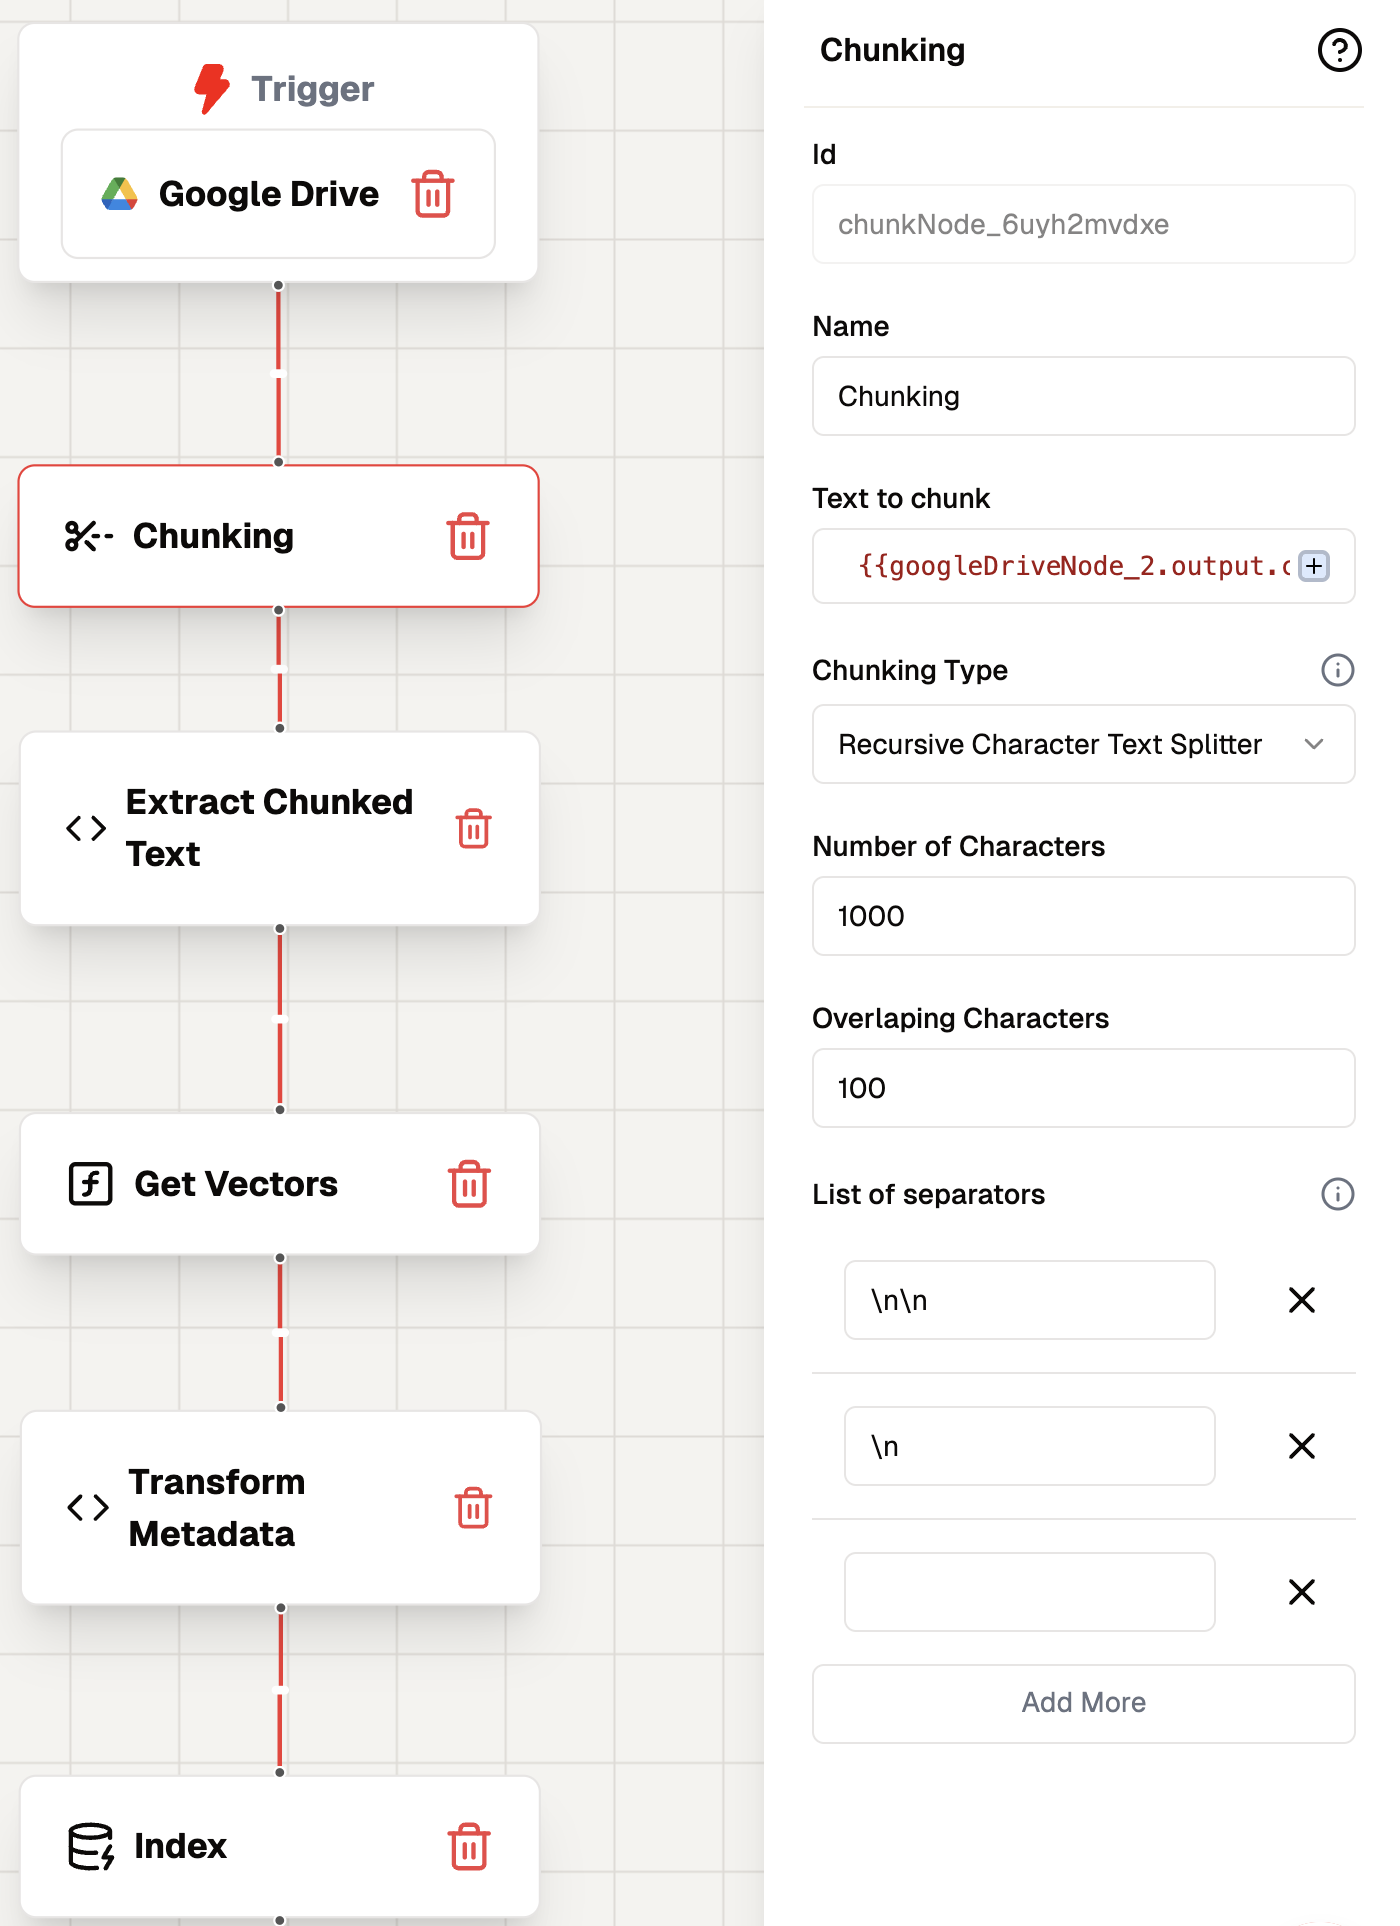 Trigger
Google Drive
Chunking
Extract Chunked
Text
Get Vectors
Transform
Metadata
Index
Chunking
Id
chunkNode_6uyh2mvdxe
Name
Chunking
Text to chunk
{{googleDriveNode_2.output.c
Chunking Type
Recursive Character Text Splitter
Number of Characters
1000
Overlaping Characters
100
List of separators
\n\n
\n
Add More